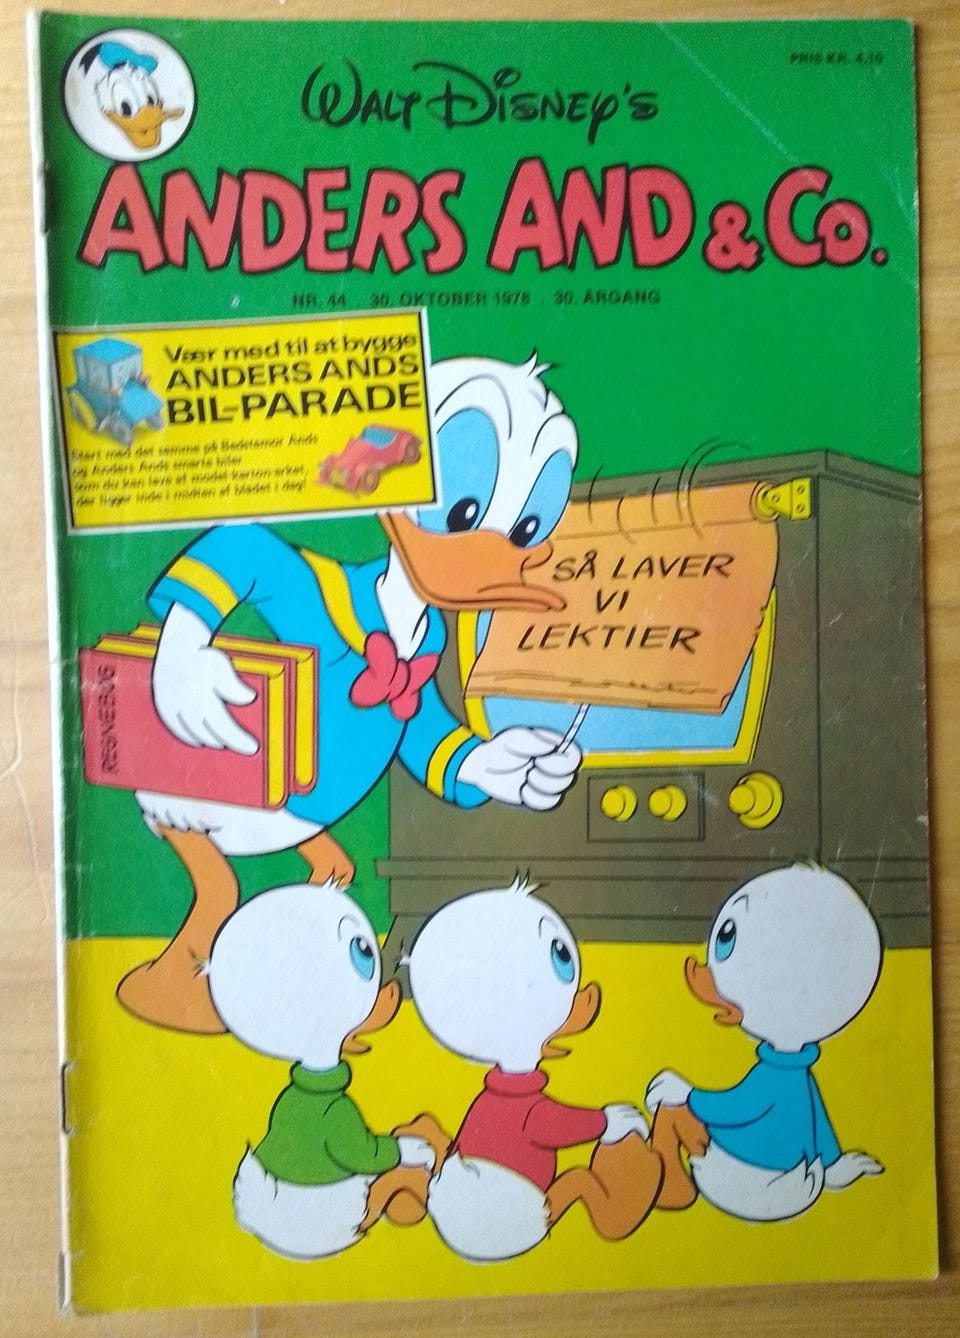 WALT DISNEY'S
PRIS KR. 4,10
ANDERS AND & Co.
NR. 44 . 30. OKTOBER 1978 . 30. ÅRGANG
Vær med til at bygge
ANDERS ANDS
BIL-PARADE
Start med det samme på Bedstemor Ands
og Anders Ands smarte biler
som du kan lave af model karton-arket,
der ligger inde i midten af bladet i dag!
SÅ LAVER
VI
LEKTIER
REGNEBOG